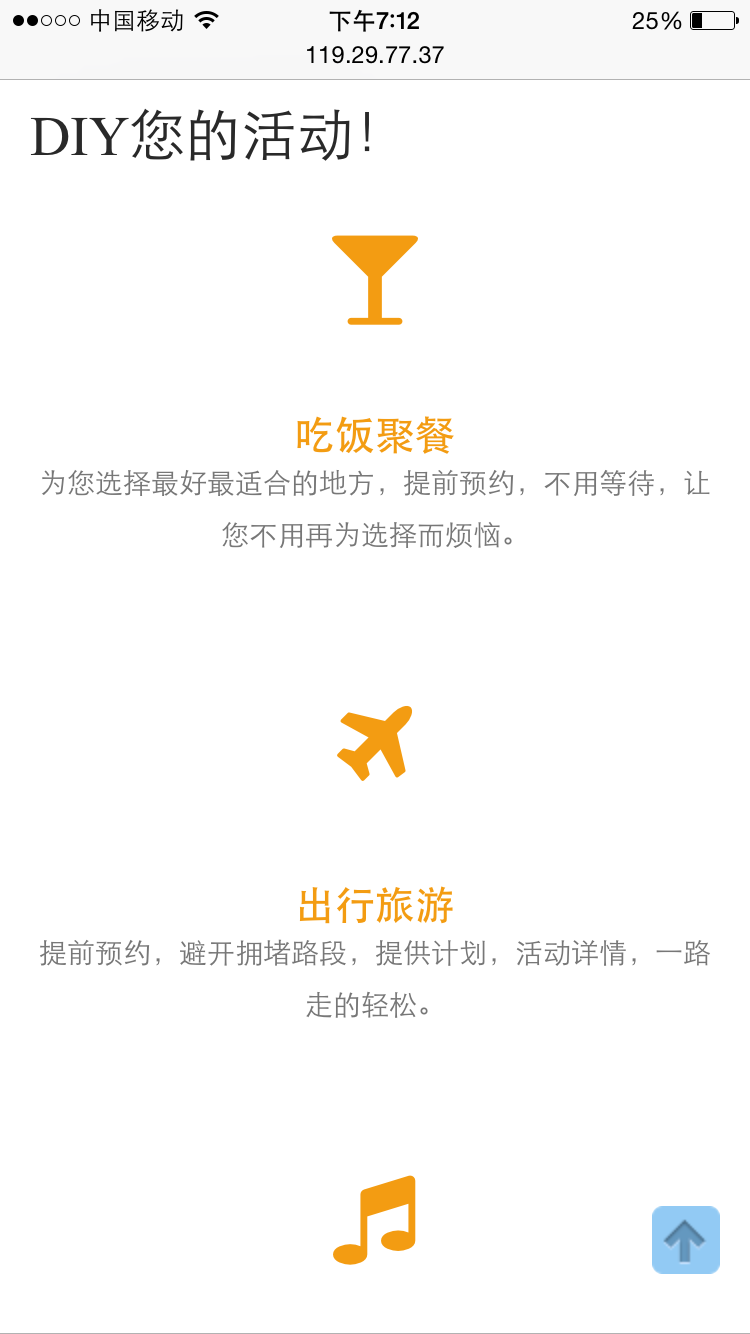 中国移动 下午7:12 25%
119.29.77.37
DIY您的活动！
吃饭聚餐
为您选择最好最适合的地方，提前预约，不用等待，让
您不用再为选择而烦恼。
出行旅游
提前预约，避开拥堵路段，提供计划，活动详情，一路
走的轻松。